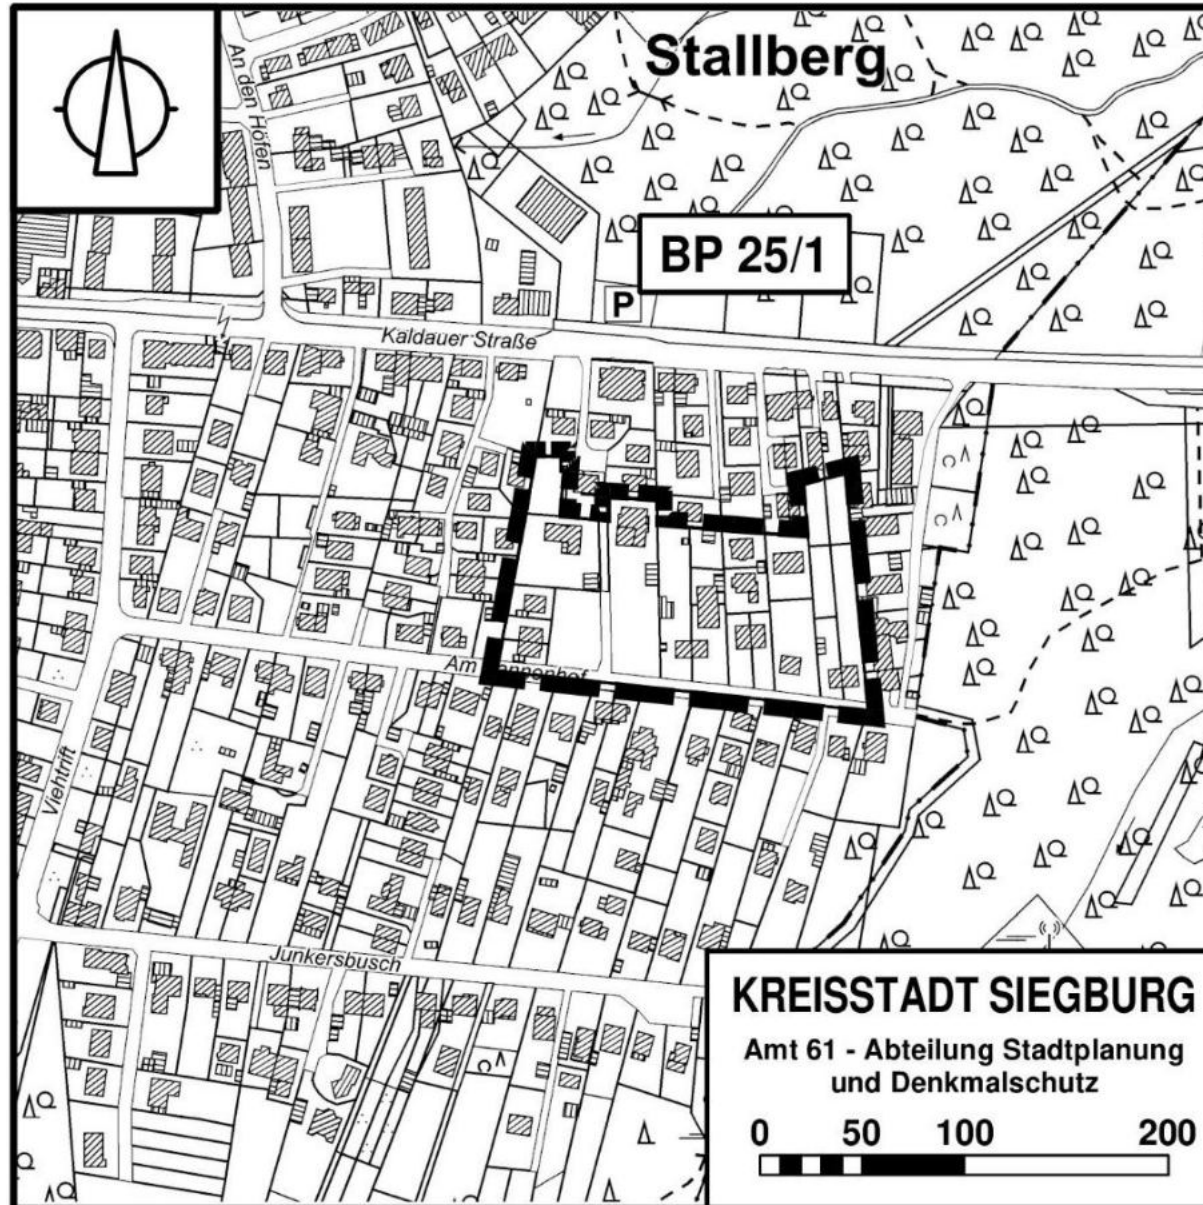 Stallberg
An den Höfen
BP 25/1
P
Kaldauer Straße
Am
Viehtrift
Junkersbusch
KREISSTADT SIEGBURG
Amt 61 - Abteilung Stadtplanung
und Denkmalschutz
0 50 100 200